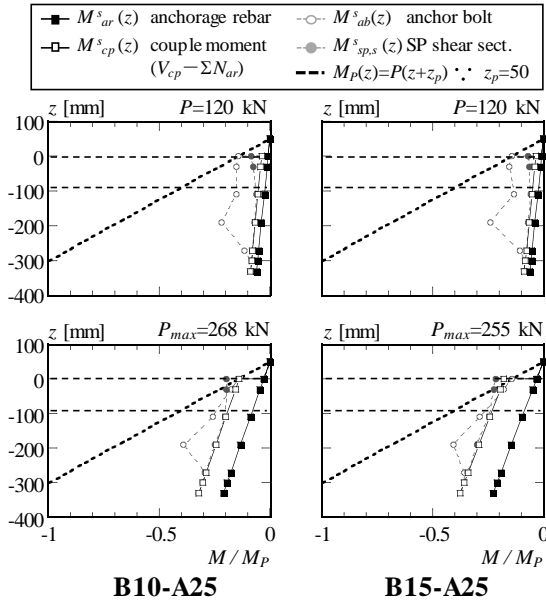 M^s_ar(z) anchorage rebar
M^s_ab(z) anchor bolt
M^s_cp(z) couple moment
M^s_sp,s(z) SP shear sect.
(V_cp−ΣN_ar)
M_P(z)=P(z+z_p) ∵ z_p=50
z [mm] P=120 kN
z [mm] P=120 kN
100
0
-100
-200
-300
-400
z [mm] P_max=268 kN
z [mm] P_max=255 kN
100
0
-100
-200
-300
-400
-1 -0.5 0
-1 -0.5 0
M/M_P
M/M_P
B10-A25
B15-A25